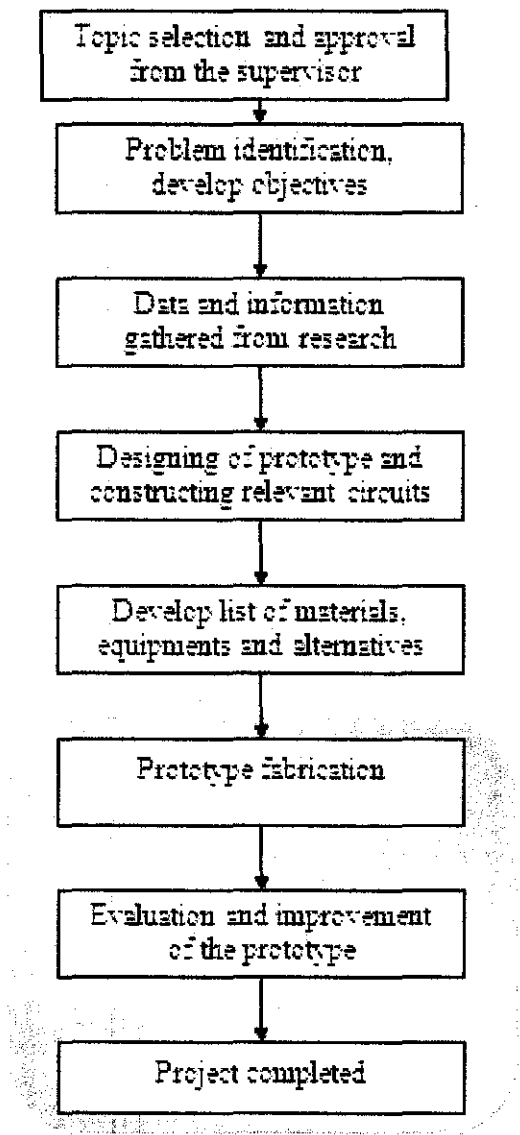 Topic selection and approval
from the supervisor
Problem identification,
develop objectives
Data and information
gathered from research
Designing of prototype and
constructing relevant circuits
Develop list of materials,
equipments and alternatives
Prototype fabrication
Evaluation and improvement
of the prototype
Project completed